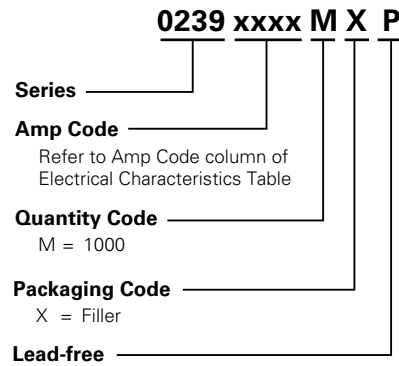 0239 xxxx M X P
Series
Amp Code
Refer to Amp Code column of
Electrical Characteristics Table
Quantity Code
M = 1000
Packaging Code
X = Filler
Lead-free